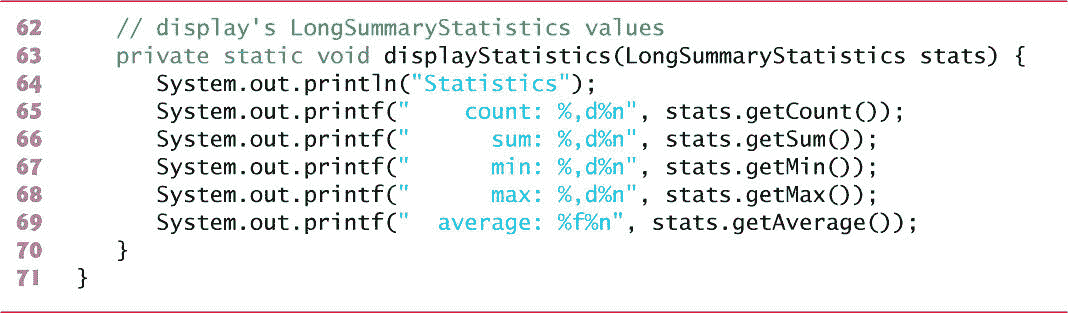 62 // display's LongSummaryStatistics values
63 private static void displayStatistics(LongSummaryStatistics stats) {
64 System.out.println("Statistics");
65 System.out.printf("    count: %,d%n", stats.getCount());
66 System.out.printf("      sum: %,d%n", stats.getSum());
67 System.out.printf("      min: %,d%n", stats.getMin());
68 System.out.printf("      max: %,d%n", stats.getMax());
69 System.out.printf("  average: %f%n", stats.getAverage());
70 }
71 }